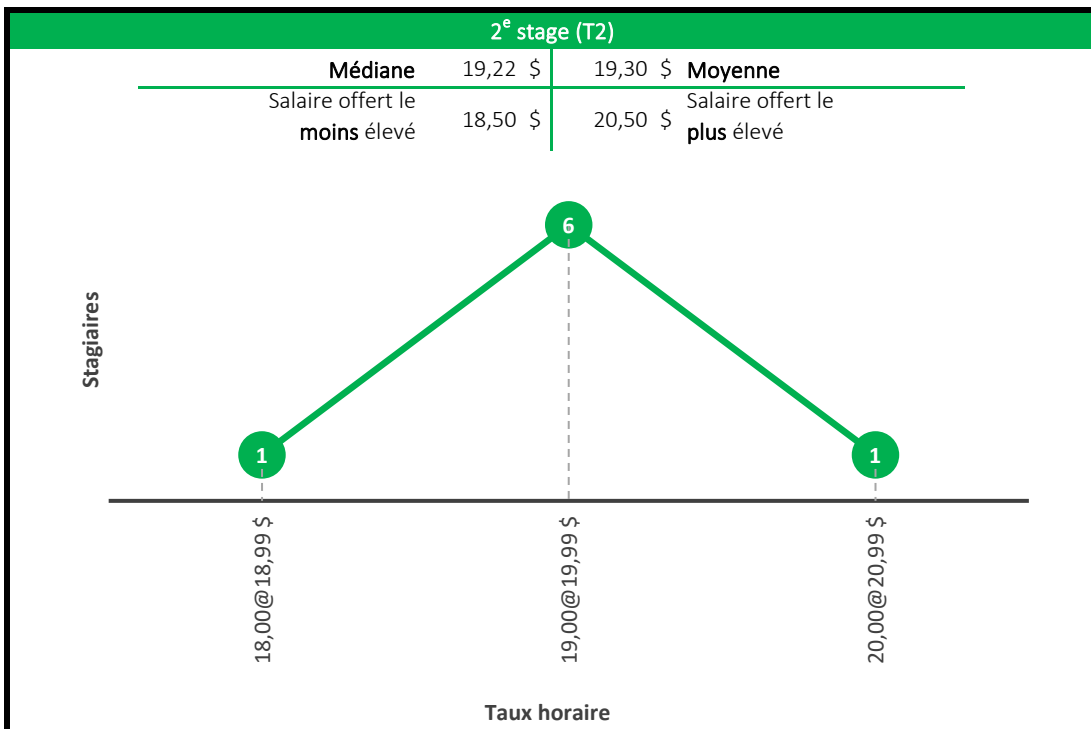 2e stage (T2)
Médiane 19,22 $ 19,30 $ Moyenne
Salaire offert le moins élevé 18,50 $ 20,50 $ Salaire offert le plus élevé
6
Stagiaires
1
1
18,00@18,99 $
19,00@19,99 $
20,00@20,99 $
Taux horaire